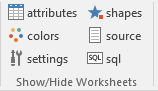 attributes shapes
colors source
settings SQL sql
Show/Hide Worksheets